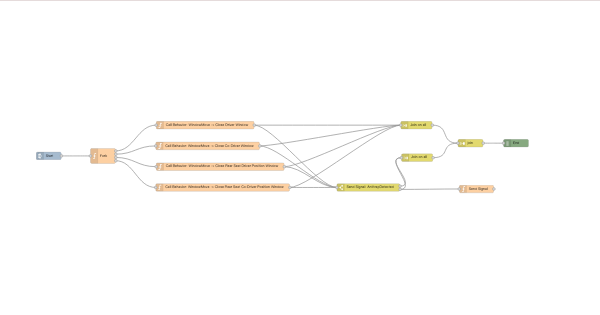 Start
Fork
Call Behavior: WindowMove -> Close Driver Window
Call Behavior: WindowMove -> Close Co Driver Window
Call Behavior: WindowMove -> Close Rear Seat Driver Position Window
Call Behavior: WindowMove -> Close Rear Seat Co Driver Position Window
Join on all
Join on all
Send Signal: AntitrapDetected
Join
End
Send Signal